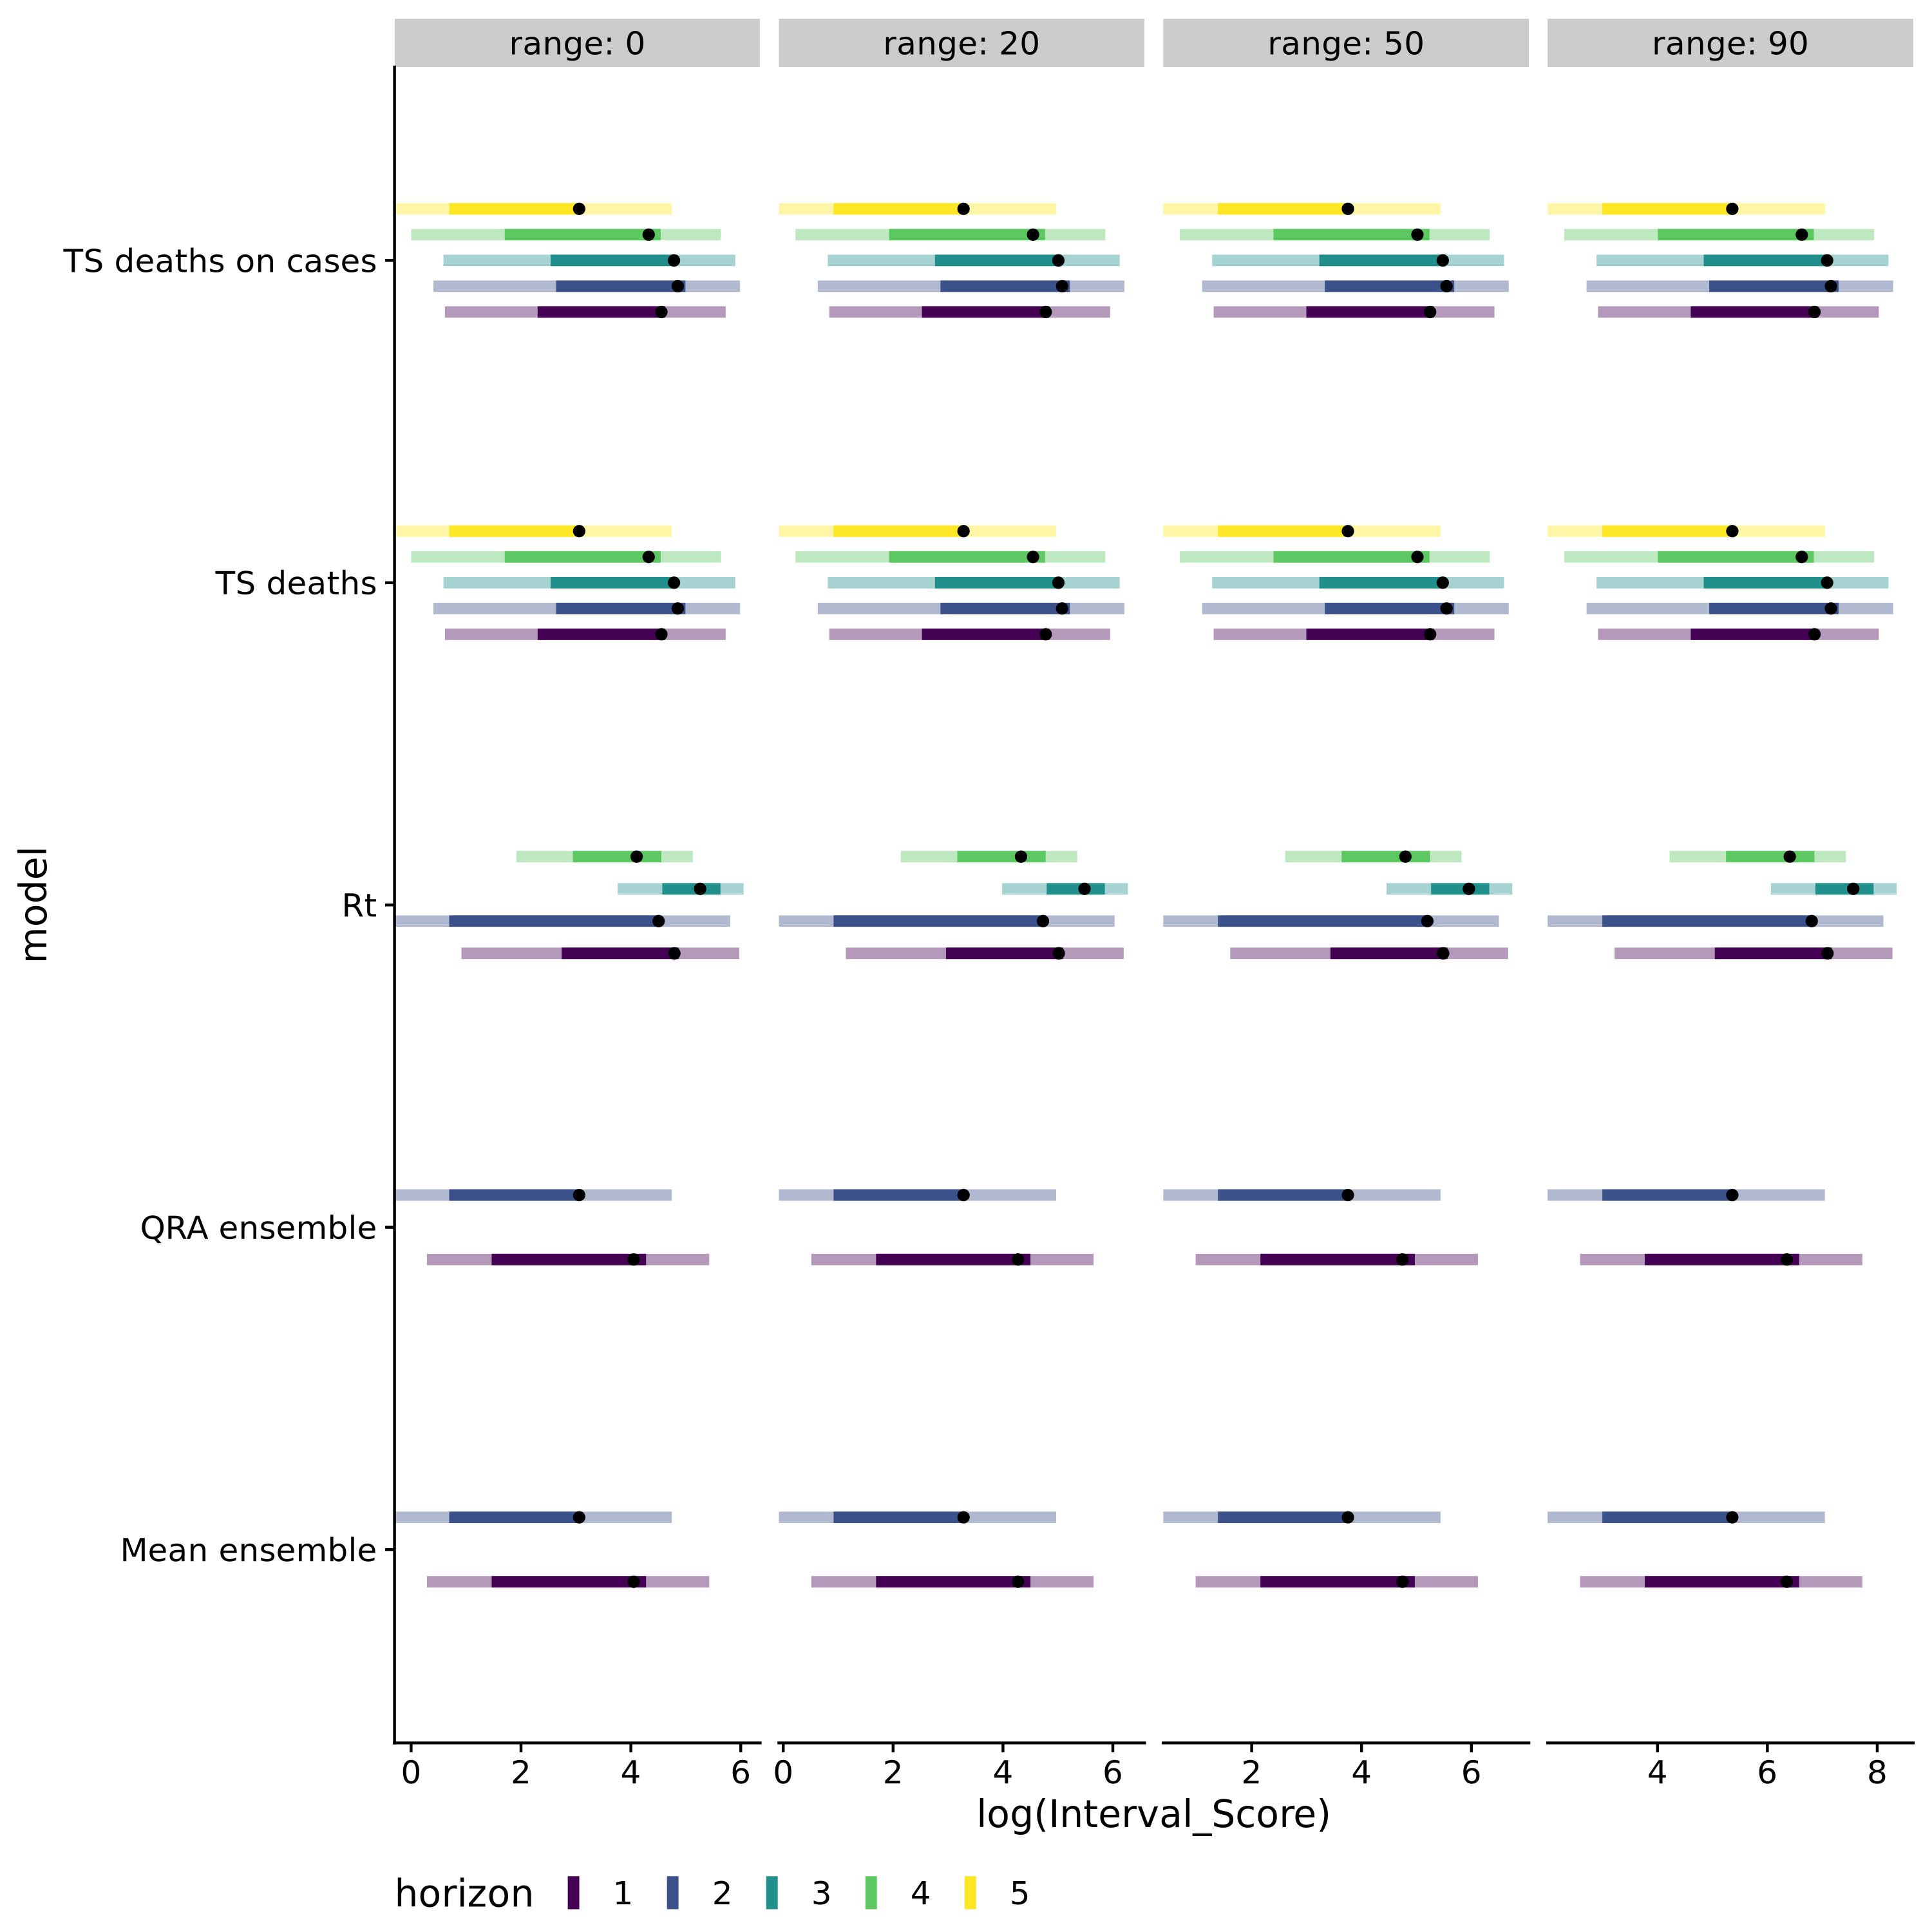 range: 0
range: 20
range: 50
range: 90
model
TS deaths on cases
TS deaths
Rt
QRA ensemble
Mean ensemble
0 2 4 6
0 2 4 6
2 4 6
4 6 8
log(Interval_Score)
horizon 1 2 3 4 5